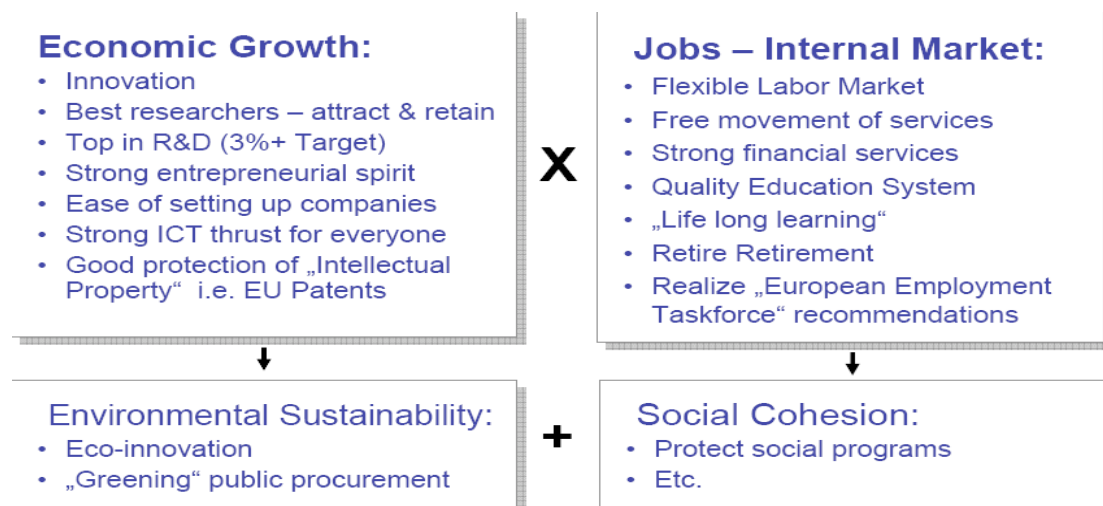 Economic Growth:
• Innovation
• Best researchers – attract & retain
• Top in R&D (3%+ Target)
• Strong entrepreneurial spirit
• Ease of setting up companies
• Strong ICT thrust for everyone
• Good protection of „Intellectual
Property“ i.e. EU Patents
X
Jobs – Internal Market:
• Flexible Labor Market
• Free movement of services
• Strong financial services
• Quality Education System
• „Life long learning“
• Retire Retirement
• Realize „European Employment
Taskforce“ recommendations
Environmental Sustainability:
• Eco-innovation
• „Greening“ public procurement
+
Social Cohesion:
• Protect social programs
• Etc.